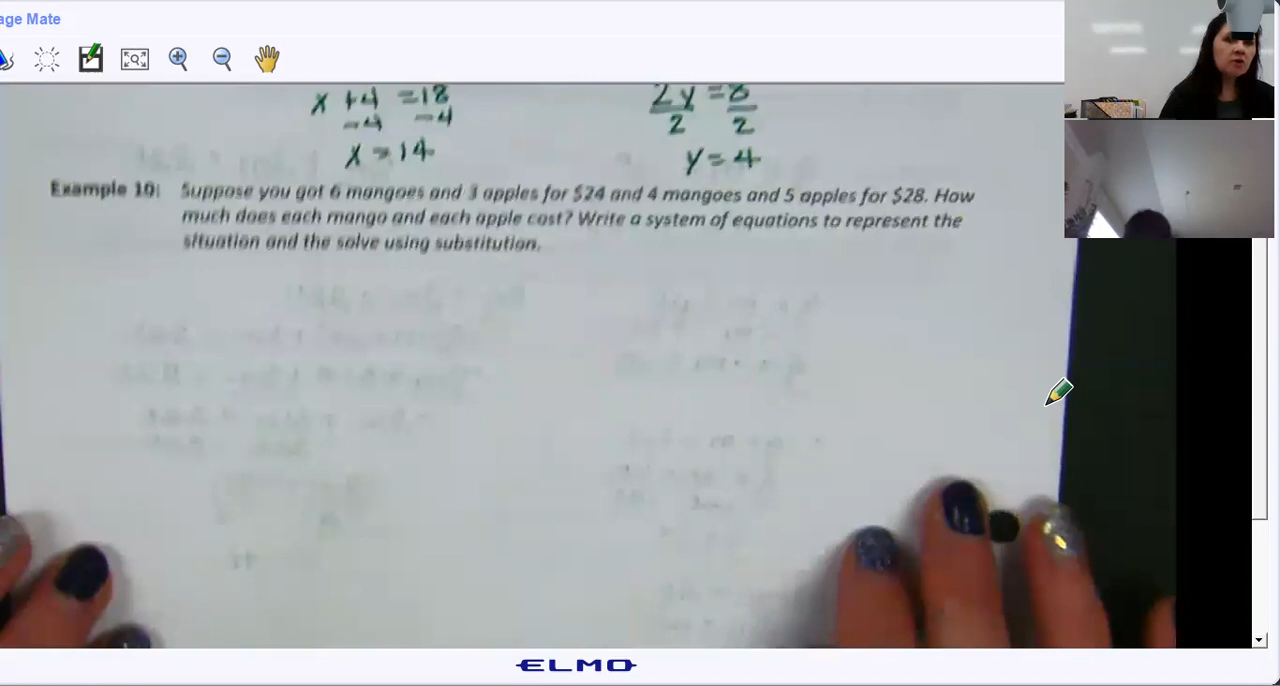 age Mate
x +4 =18
-4 -4
x = 14
2y = 8
2 2
y = 4
Example 10: Suppose you got 6 mangoes and 3 apples for $24 and 4 mangoes and 5 apples for $28. How
much does each mango and each apple cost? Write a system of equations to represent the
situation and the solve using substitution.
ELMO